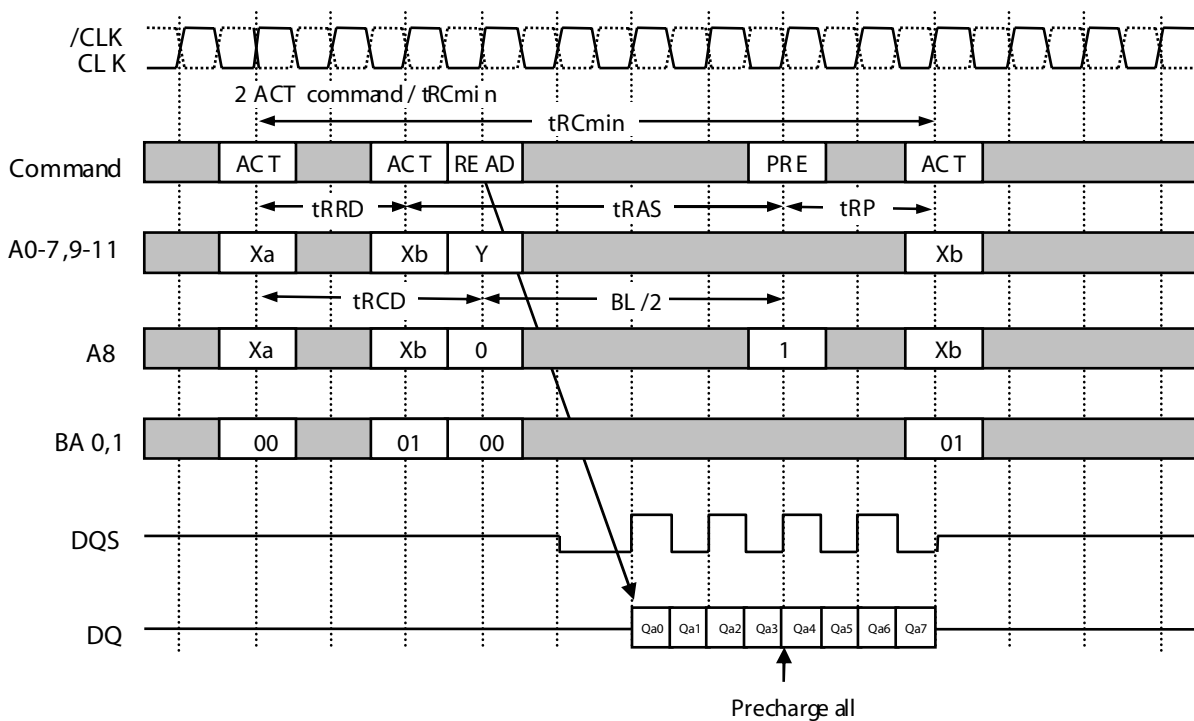 /CLK
CLK
2 ACT command / tRCmin
tRCmin
Command ACT ACT READ PRE ACT
tRRD tRAS tRP
A0-7,9-11 Xa Xb Y Xb
tRCD BL /2
A8 Xa Xb 0 1 Xb
BA 0,1 00 01 00 01
DQS
DQ Qa0 Qa1 Qa2 Qa3 Qa4 Qa5 Qa6 Qa7
Precharge all